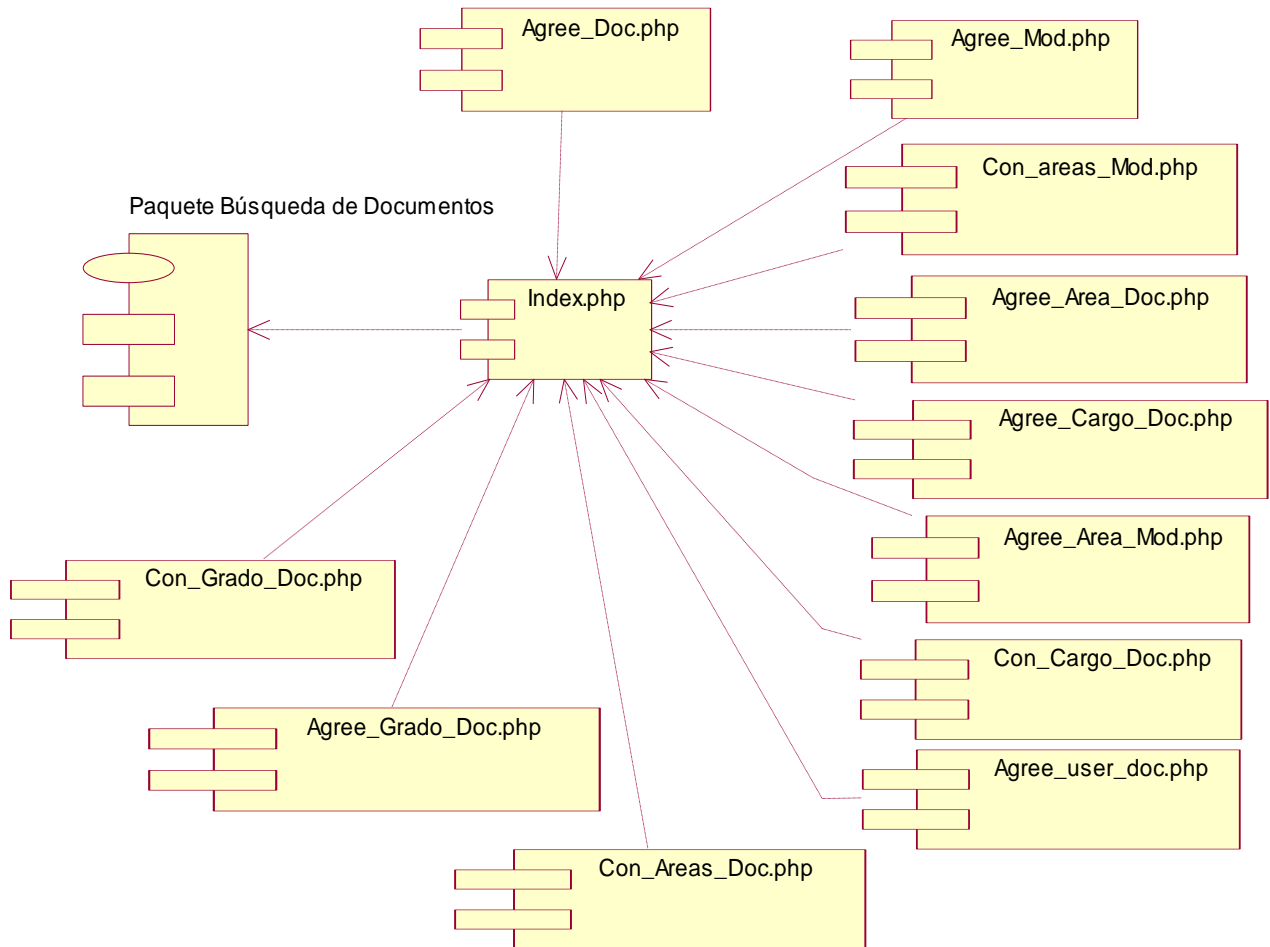 Agree_Doc.php
Agree_Mod.php
Con_areas_Mod.php
Paquete Búsqueda de Documentos
Index.php
Agree_Area_Doc.php
Agree_Cargo_Doc.php
Agree_Area_Mod.php
Con_Grado_Doc.php
Con_Cargo_Doc.php
Agree_Grado_Doc.php
Agree_user_doc.php
Con_Areas_Doc.php